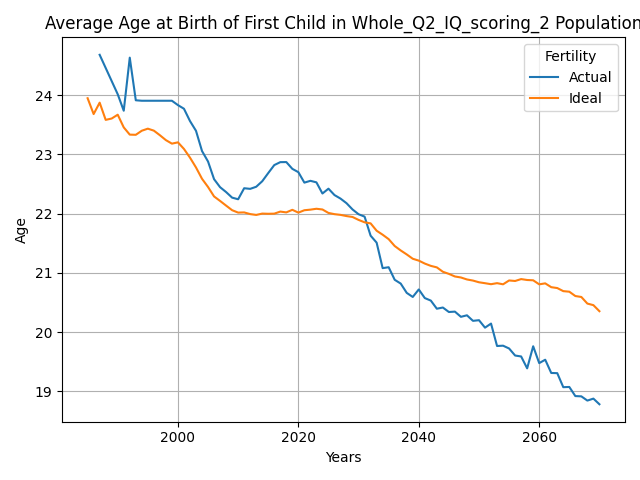 Average Age at Birth of First Child in Whole_Q2_IQ_scoring_2 Population
Fertility
Actual
Ideal
Age
24
23
22
21
20
19
2000 2020 2040 2060
Years